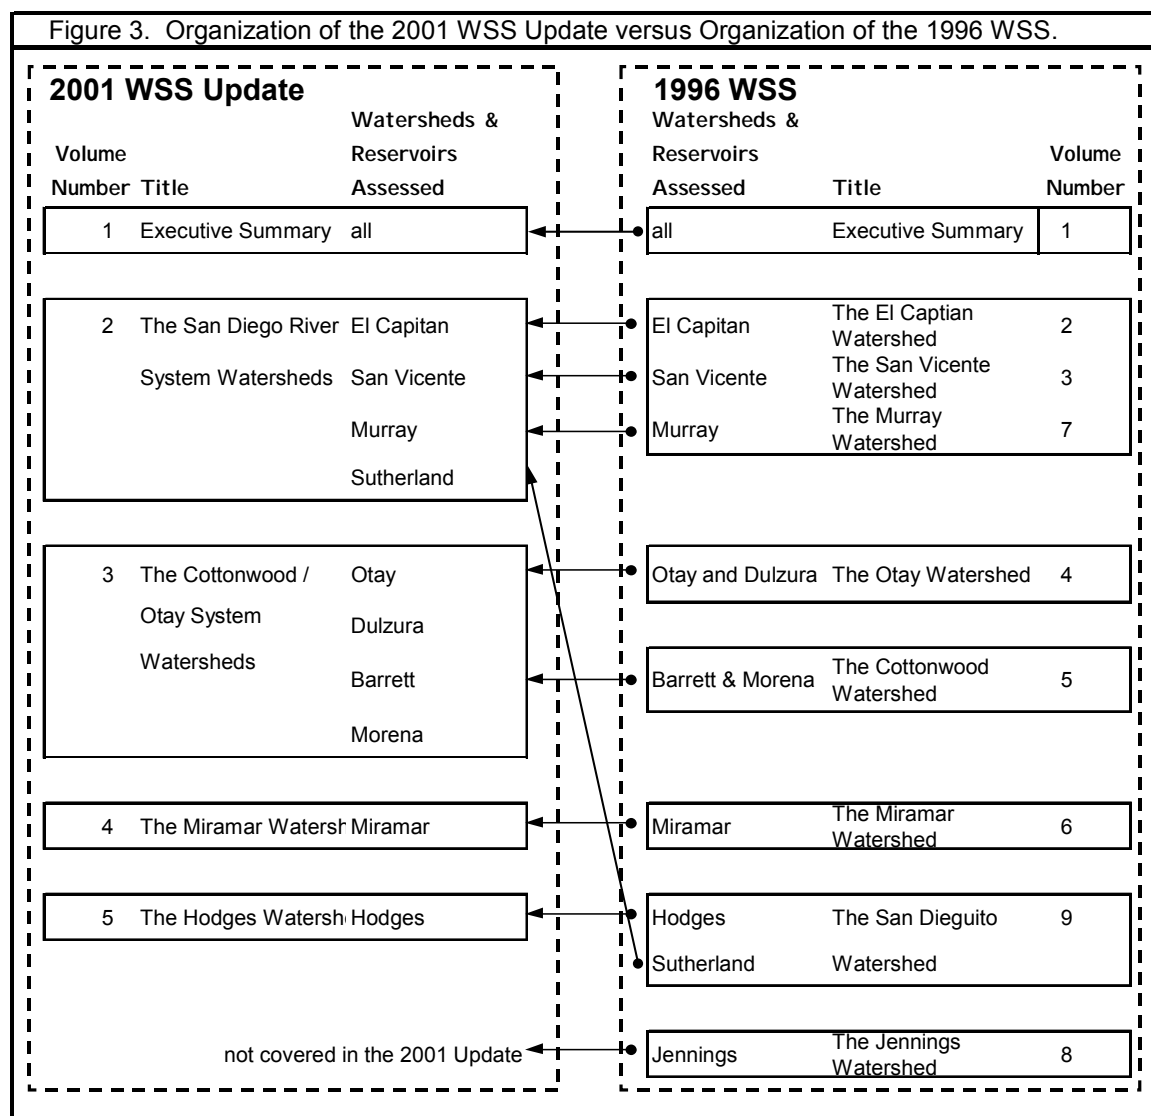 Figure 3. Organization of the 2001 WSS Update versus Organization of the 1996 WSS.
2001 WSS Update
Watersheds &
Volume Reservoirs
Number Title Assessed
1 Executive Summary all
2 The San Diego River El Capitan
System Watersheds San Vicente
Murray
Sutherland
3 The Cottonwood / Otay
Otay System Dulzura
Watersheds Barrett
Morena
4 The Miramar Watersh Miramar
5 The Hodges Watersh Hodges
not covered in the 2001 Update
1996 WSS
Watersheds &
Reservoirs Volume
Assessed Title Number
all Executive Summary 1
El Capitan The El Captian Watershed 2
San Vicente The San Vicente Watershed 3
Murray The Murray Watershed 7
Otay and Dulzura The Otay Watershed 4
Barrett & Morena The Cottonwood Watershed 5
Miramar The Miramar Watershed 6
Hodges The San Dieguito 9
Sutherland Watershed
Jennings The Jennings Watershed 8